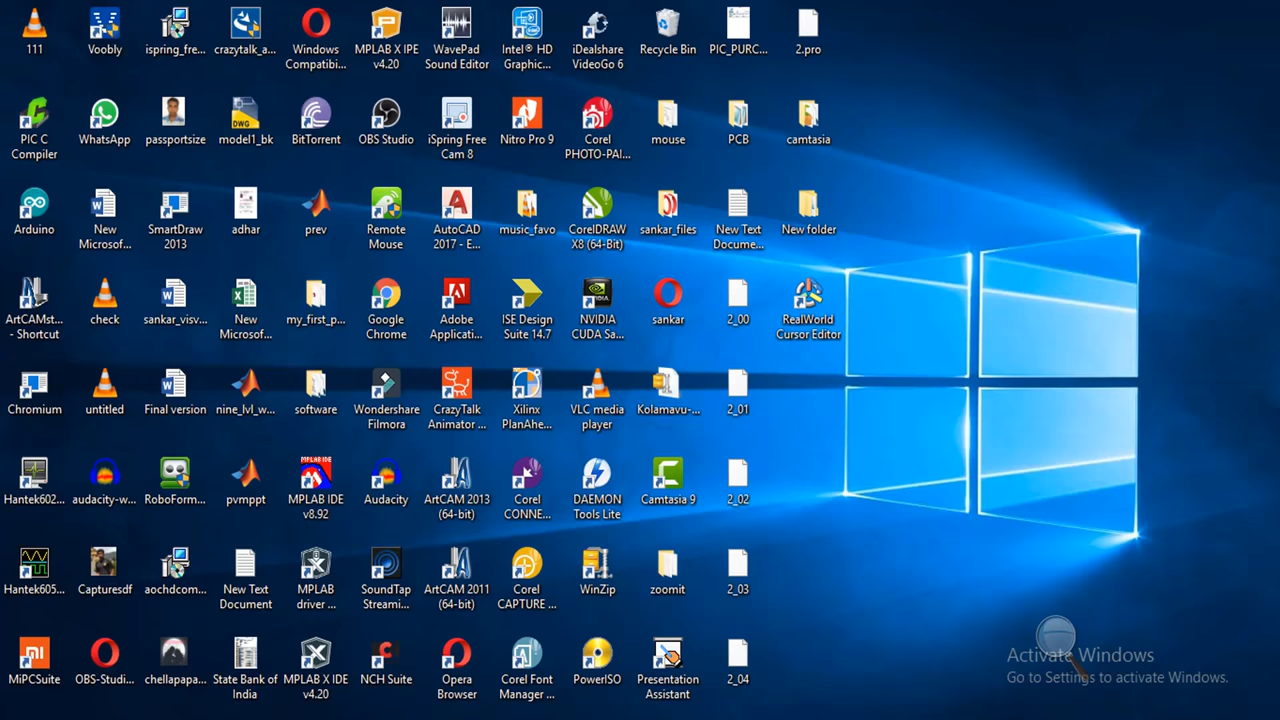 111
Voobly
ispring_fre...
crazytalk_a...
Windows
Compatibi...
MPLAB X IPE
v4.20
WavePad
Sound Editor
Intel® HD
Graphic...
iDealshare
VideoGo 6
Recycle Bin
PIC_PURC...
2.pro
PIC C
Compiler
WhatsApp
passportsize
DWG
model1_bk
BitTorrent
OBS Studio
iSpring Free
Cam 8
Nitro Pro 9
Corel
PHOTO-PAI...
mouse
PCB
camtasia
Arduino
New
Microsof...
SmartDraw
2013
adhar
prev
Remote
Mouse
AutoCAD
2017 - E...
music_favo
CorelDRAW
X8 (64-Bit)
sankar_files
New Text
Docume...
New folder
ArtCAMst...
- Shortcut
check
sankar_visv...
New
Microsof...
my_first_p...
Google
Chrome
Adobe
Applicati...
ISE Design
Suite 14.7
NVIDIA
CUDA Sa...
sankar
2_00
RealWorld
Cursor Editor
Chromium
untitled
Final version
nine_lvl_w...
software
Wondershare
Filmora
CrazyTalk
Animator ...
Xilinx
PlanAhe...
VLC media
player
Kolamavu-...
2_01
Hantek602...
audacity-w...
RoboForm...
pvmppt
MPLAB IDE
MPLAB IDE
v8.92
Audacity
ArtCAM 2013
(64-bit)
Corel
CONNE...
DAEMON
Tools Lite
Camtasia 9
2_02
Hantek605...
Capturesdf
aochdcom...
New Text
Document
MPLAB
driver ...
SoundTap
Streami...
ArtCAM 2011
(64-bit)
Corel
CAPTURE ...
WinZip
zoomit
2_03
MiPCSuite
OBS-Studi...
chellapapa...
State Bank of
India
MPLAB X IDE
v4.20
NCH Suite
Opera
Browser
Corel Font
Manager ...
PowerISO
Presentation
Assistant
2_04
Activate Windows
Go to Settings to activate Windows.